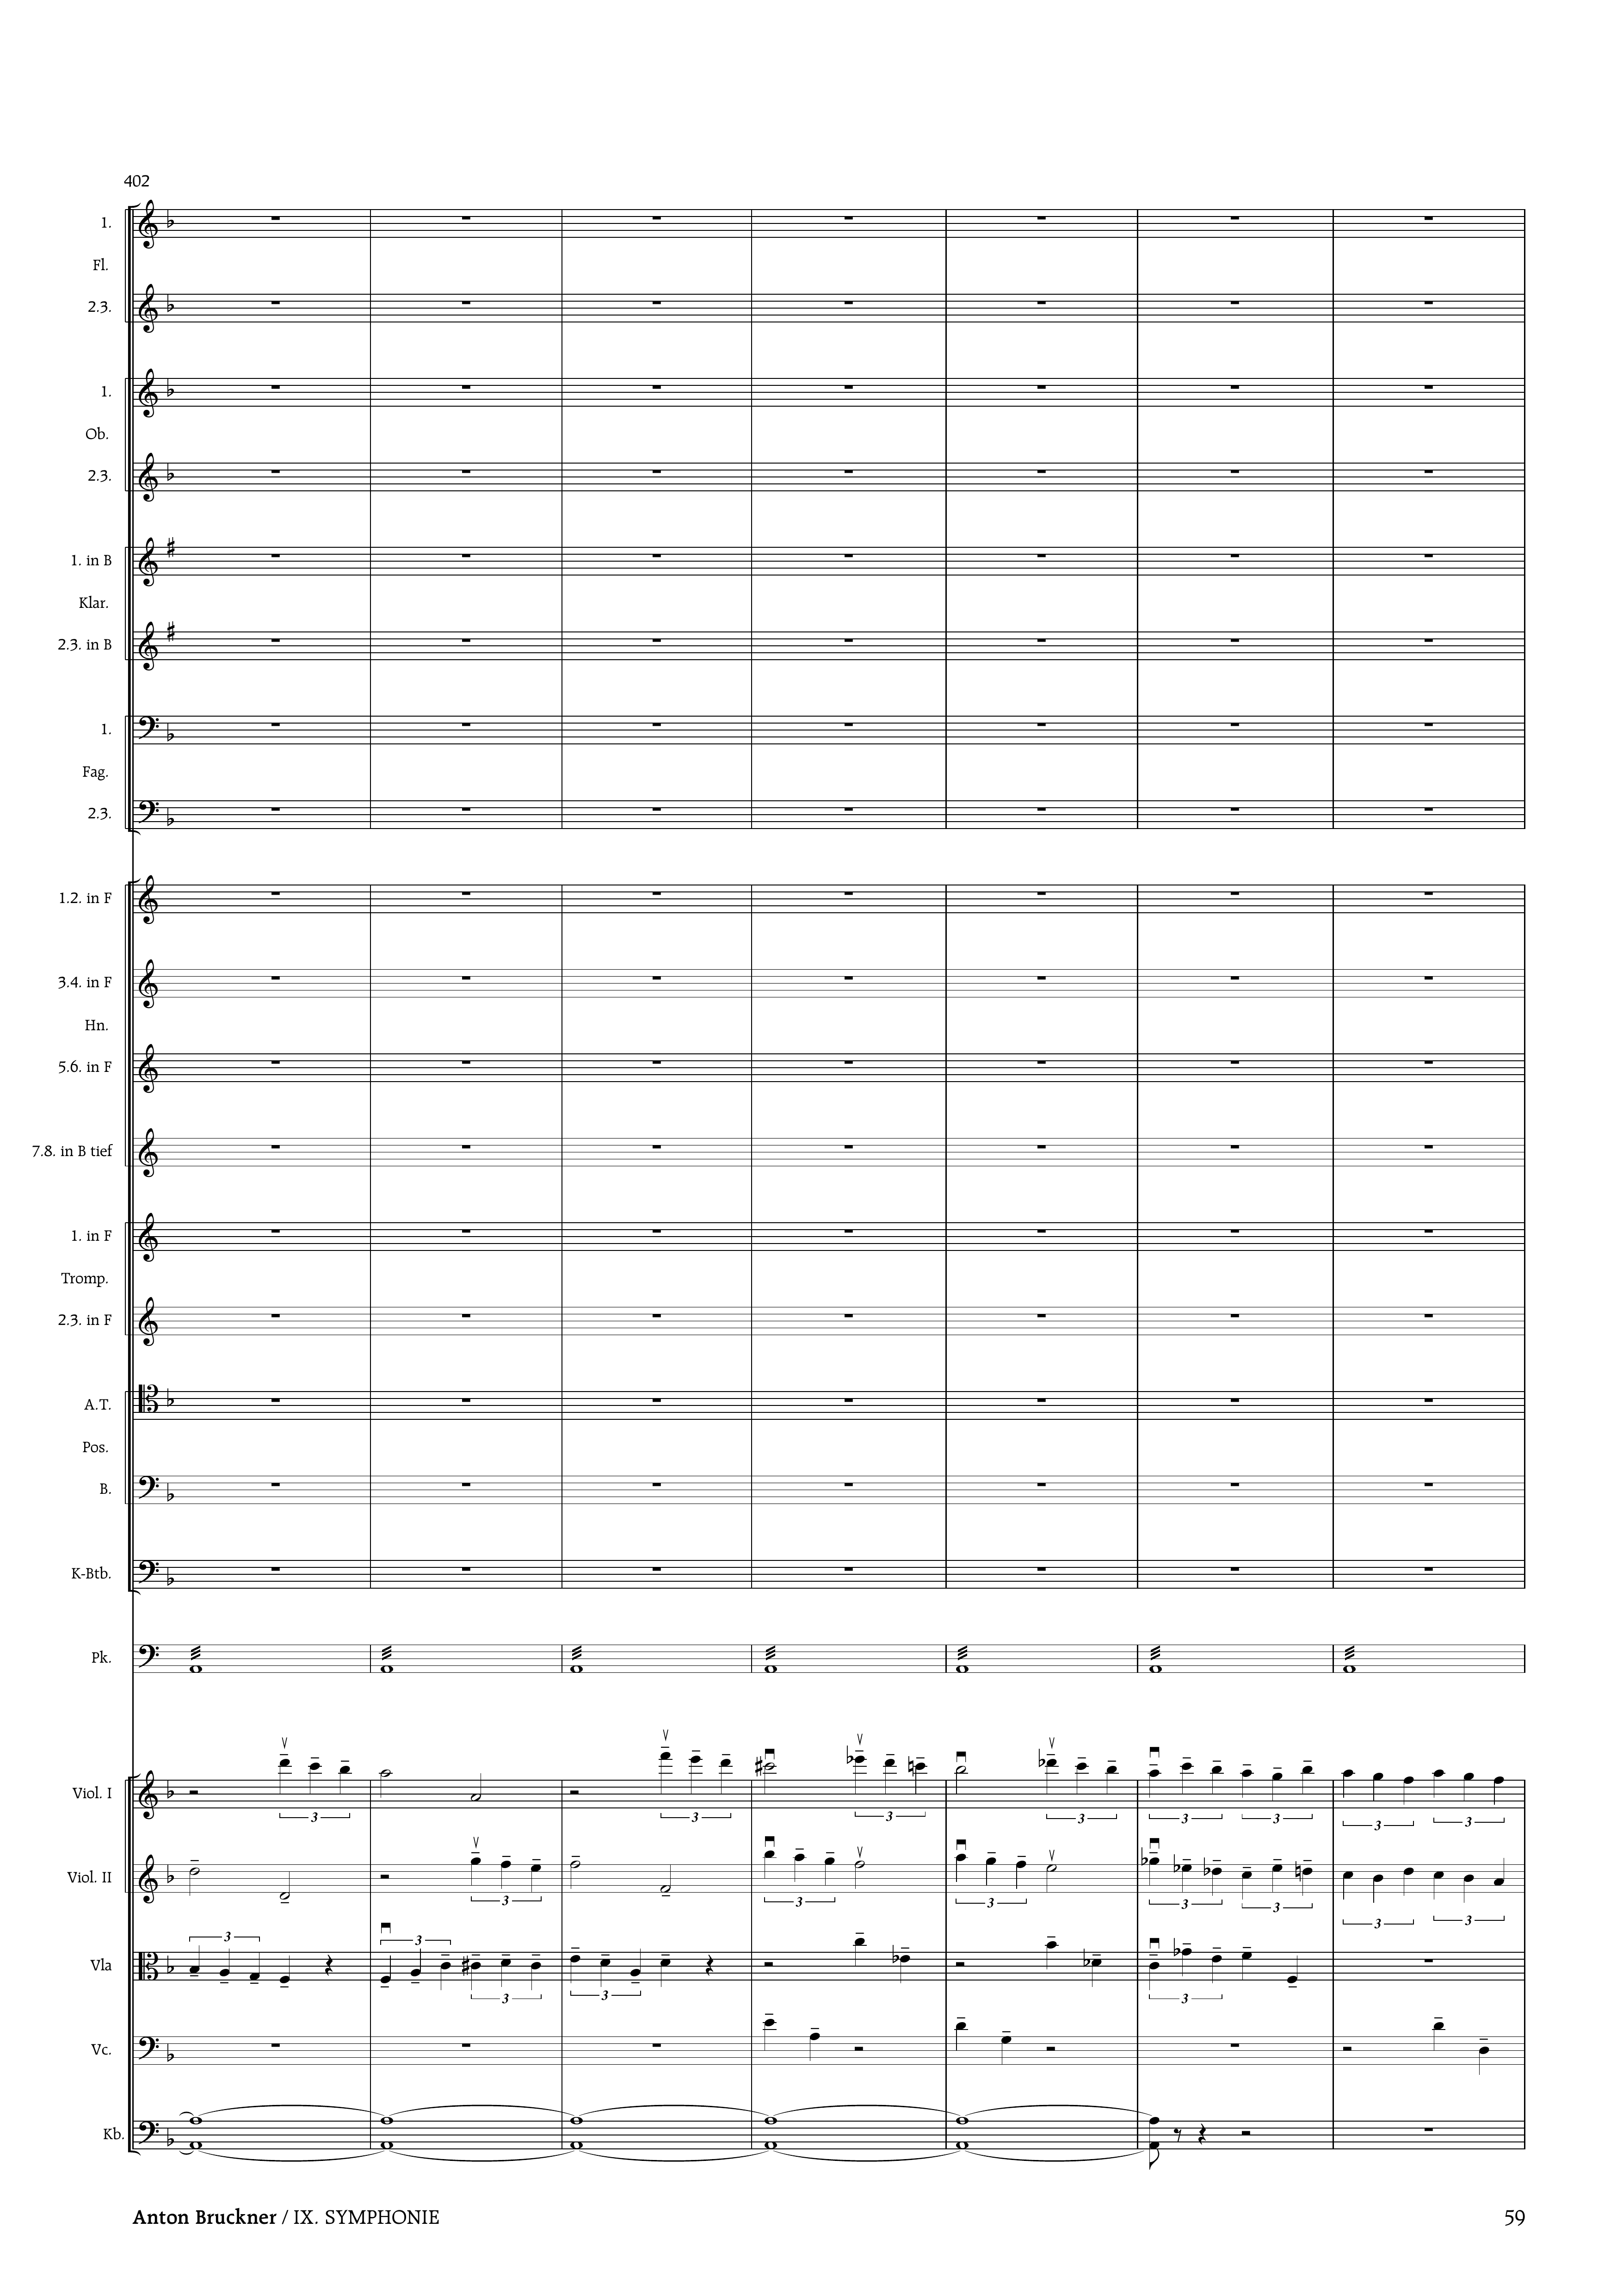 402
1.
Fl.
2.3.
1.
Ob.
2.3.
1. in B
Klar.
2.3. in B
1.
Fag.
2.3.
1.2. in F
3.4. in F
Hn.
5.6. in F
7.8. in B tief
1. in F
Tromp.
2.3. in F
A.T.
Pos.
B.
K-Btb.
Pk.
Viol. I
3 3 3 3 3 3 3 3
Viol. II
3 3 3 3 3 3 3
Vla
3 3 3 3 3
Vc.
Kb.
Anton Bruckner / IX. SYMPHONIE 59